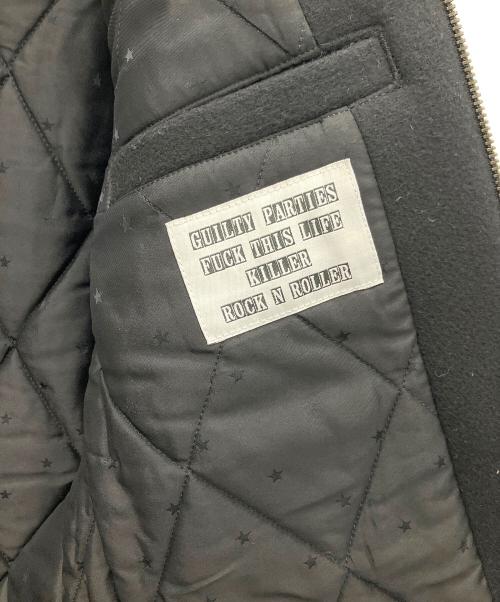 GUILTY PARTIES
FUCK THIS LIFE
KILLER
ROCK N ROLLER